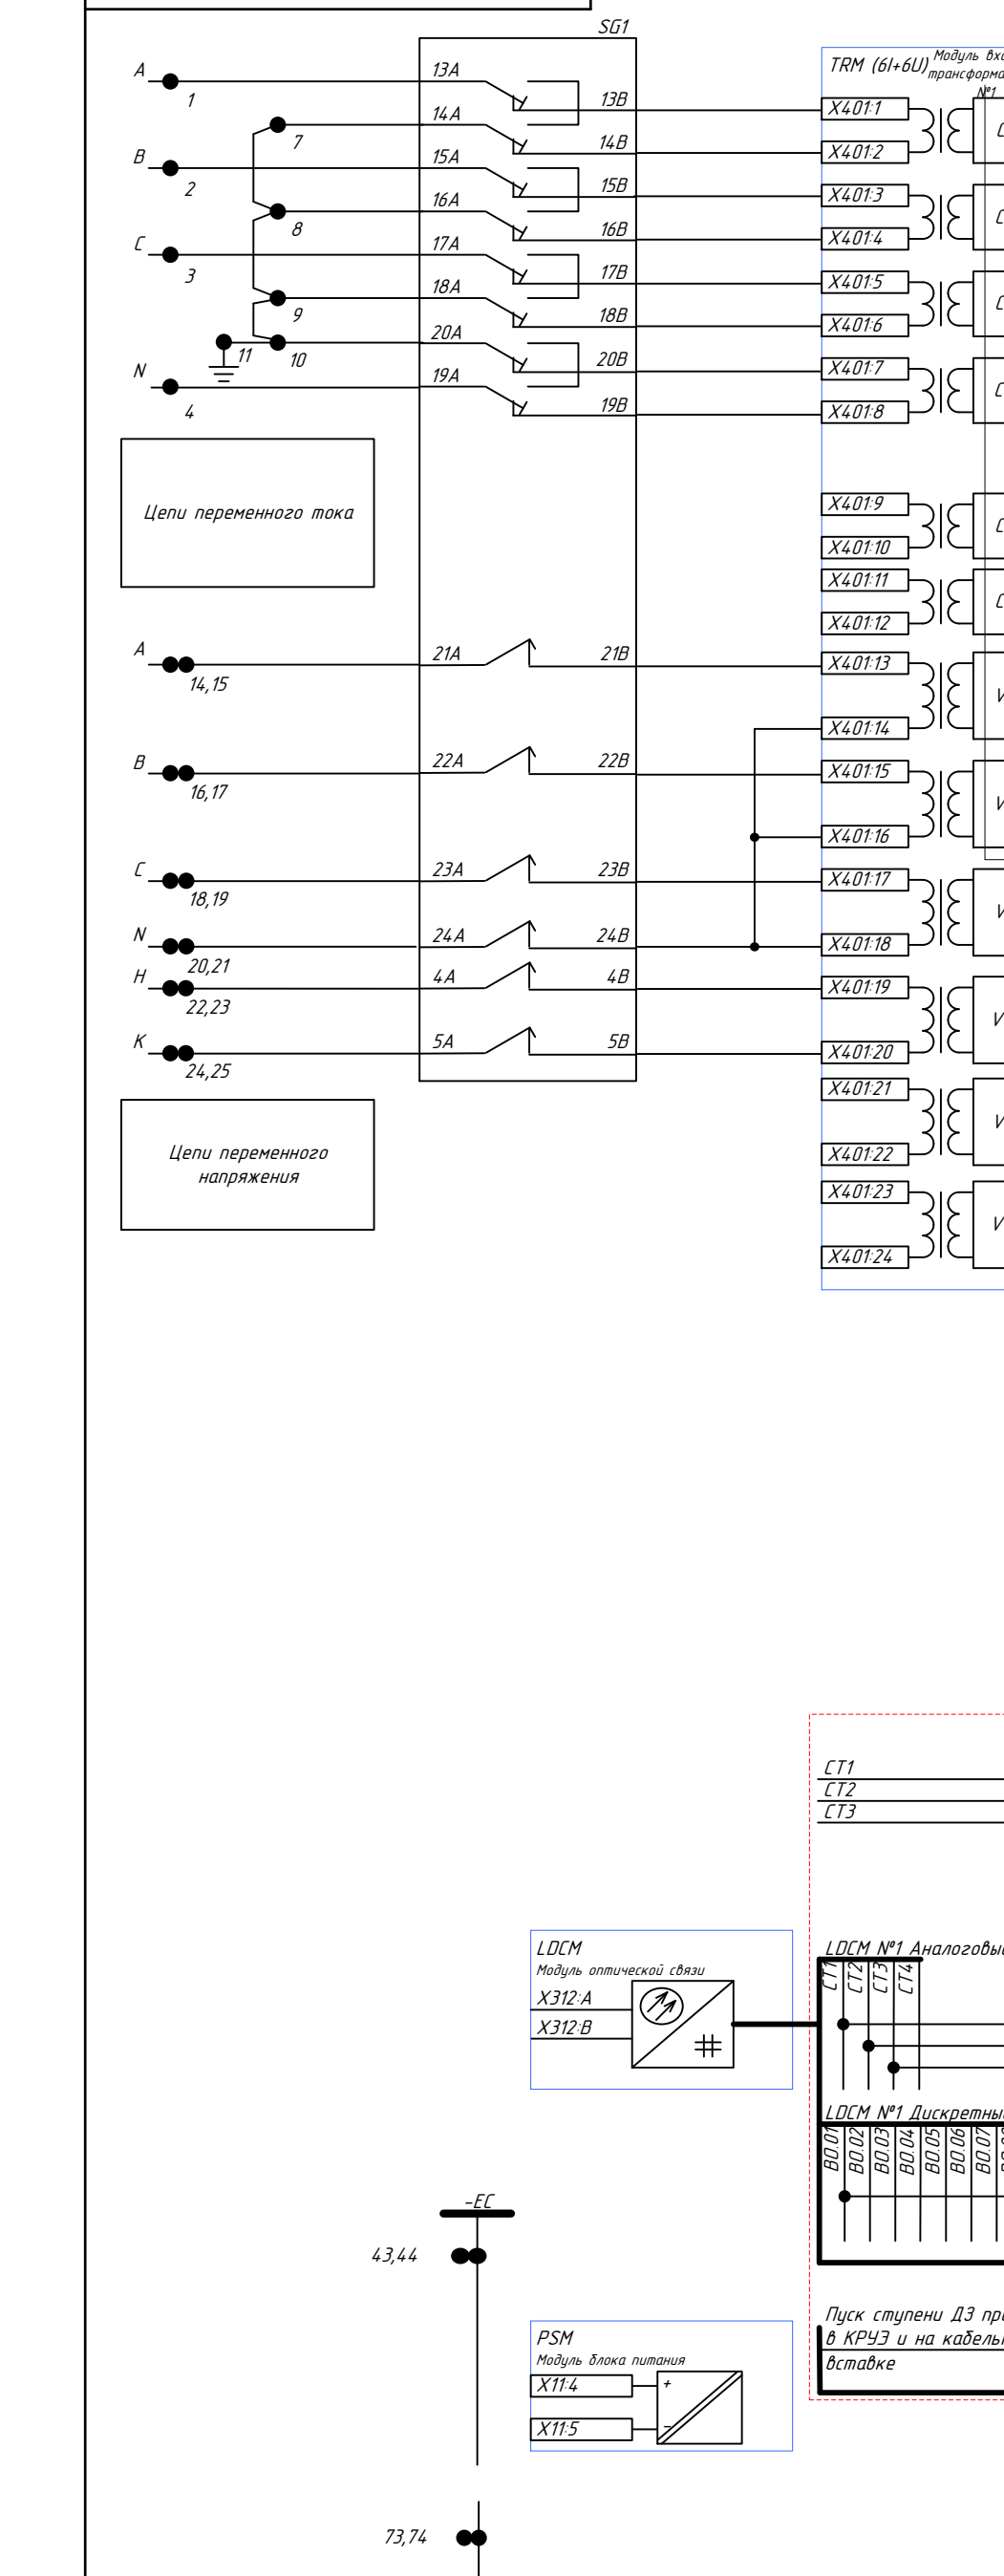 SG1
TRM (6I+6U)
№1
A
1
13A
13B
X401:1
7
14A
14B
X401:2
B
2
15A
15B
X401:3
8
16A
16B
X401:4
C
3
17A
17B
X401:5
9
18A
18B
X401:6
11
10
20A
20B
X401:7
N
4
19A
19B
X401:8
Цепи переменного тока
X401:9
X401:10
X401:11
X401:12
A
14,15
21A
21B
X401:13
X401:14
B
16,17
22A
22B
X401:15
X401:16
C
18,19
23A
23B
X401:17
N
20,21
24A
24B
X401:18
H
22,23
4A
4B
X401:19
K
24,25
5A
5B
X401:20
X401:21
X401:22
X401:23
X401:24
Цепи переменного
напряжения
CT1
CT2
CT3
LDCM
Модуль оптической связи
X312:A
X312:B
LDCM №1
CT1
CT2
CT3
CT4
LDCM №1
BO.01
BO.02
BO.03
BO.04
BO.05
BO.06
BO.07
-EC
43,44
PSM
Модуль блока питания
X11:4
+
X11:5
-
Пуск ступени ДЗ
в КРУЭ и на
вставке
73,74